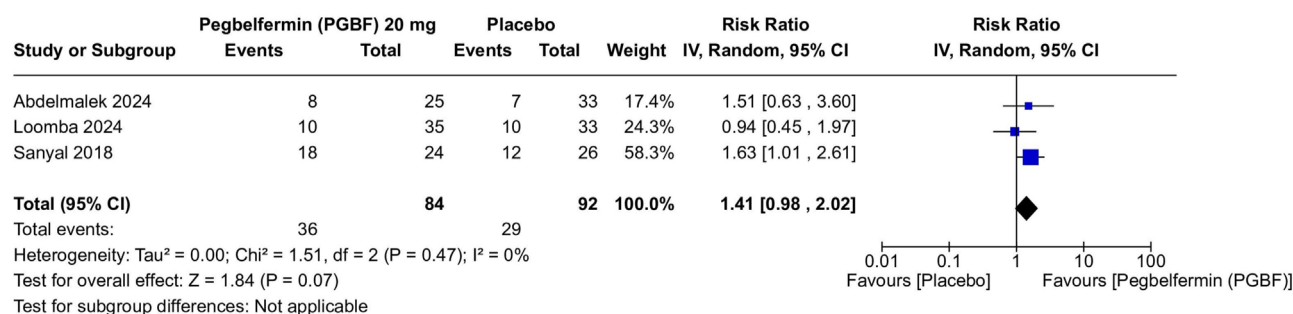 Pegbelfermin (PGBF) 20 mg Placebo Risk Ratio Risk Ratio
Study or Subgroup Events Total Events Total Weight IV, Random, 95% CI IV, Random, 95% CI
Abdelmalek 2024 8 25 7 33 17.4% 1.51 [0.63 , 3.60]
Loomba 2024 10 35 10 33 24.3% 0.94 [0.45 , 1.97]
Sanyal 2018 18 24 12 26 58.3% 1.63 [1.01 , 2.61]
Total (95% CI) 84 92 100.0% 1.41 [0.98 , 2.02]
Total events: 36 29
Heterogeneity: Tau² = 0.00; Chi² = 1.51, df = 2 (P = 0.47); I² = 0%
0.01 0.1 1 10 100
Test for overall effect: Z = 1.84 (P = 0.07) Favours [Placebo] Favours [Pegbelfermin (PGBF)]
Test for subgroup differences: Not applicable